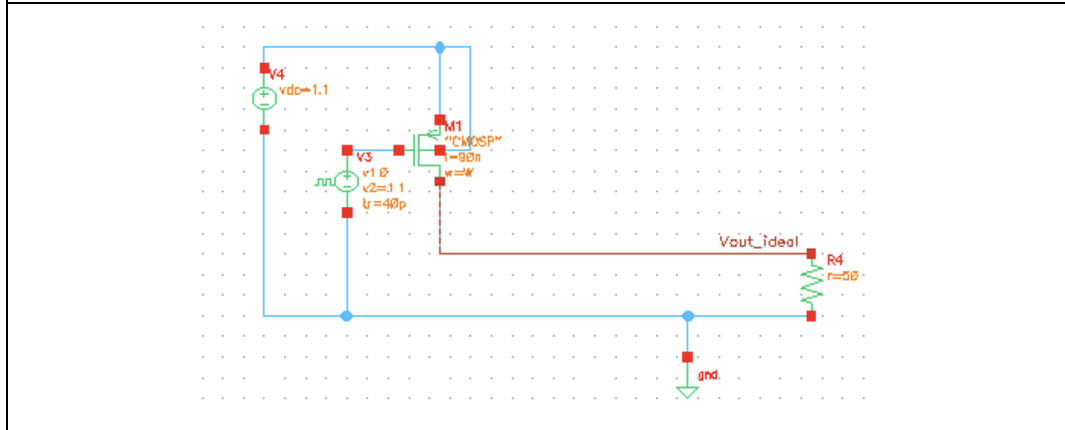 V4
vdc=1.1
M1
"CMOSP"
l=90n
w=W
V3
v1 0
v2=1.1
tr=40p
Vout_ideal
R4
r=50
gnd